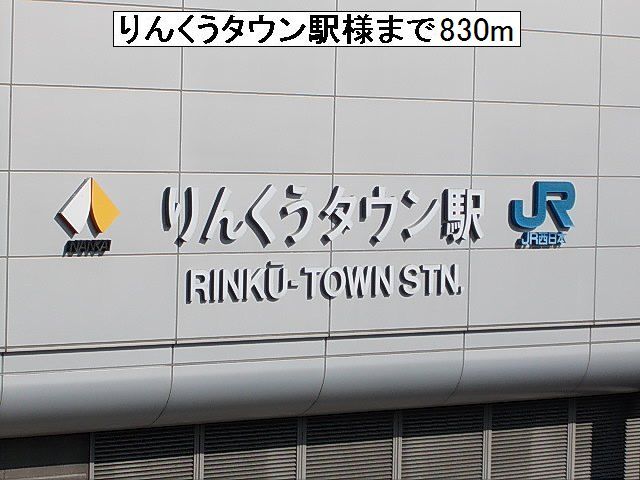 りんくうタウン駅様まで830m
りんくうタウン駅
NANKAI
JR
JR西日本
RINKŪ-TOWN STN.